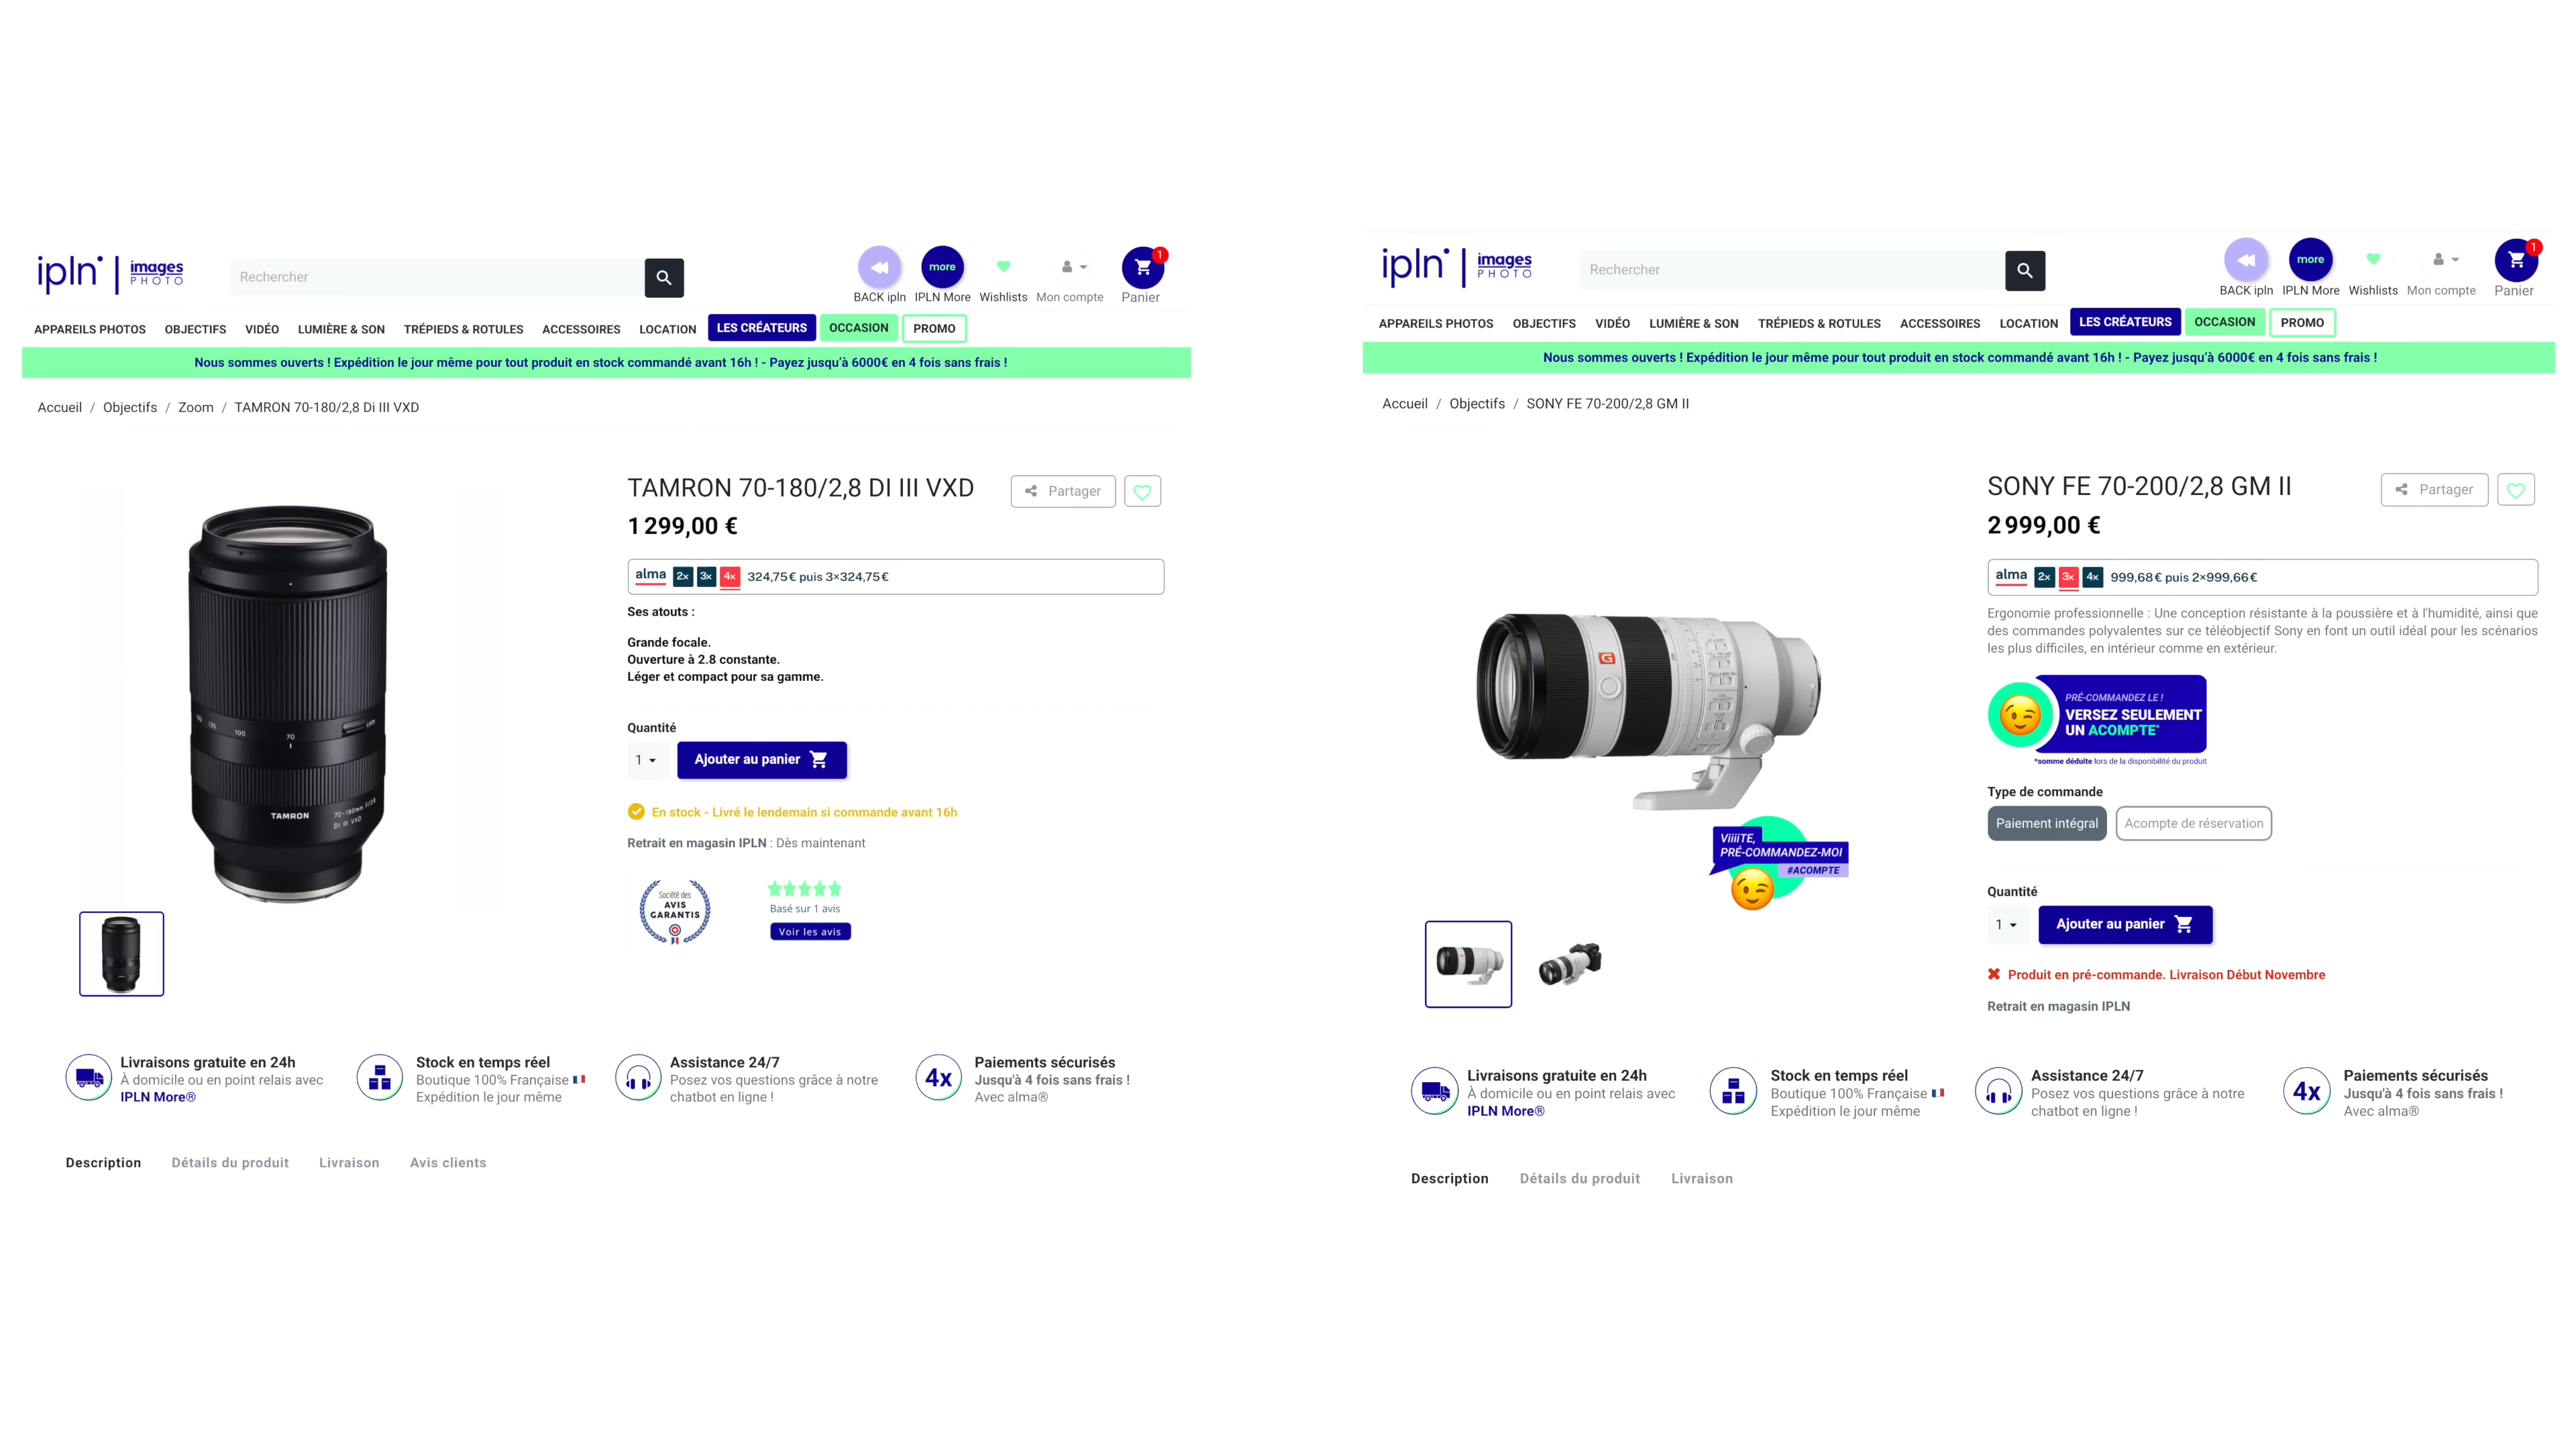 ipln images PHOTO
Rechercher
more
1
BACK ipln IPLN More Wishlists Mon compte Panier
APPAREILS PHOTOS OBJECTIFS VIDÉO LUMIÈRE & SON TRÉPIEDS & ROTULES ACCESSOIRES LOCATION LES CRÉATEURS OCCASION PROMO
Nous sommes ouverts ! Expédition le jour même pour tout produit en stock commandé avant 16h ! - Payez jusqu'à 6000€ en 4 fois sans frais !
Accueil / Objectifs / Zoom / TAMRON 70-180/2,8 Di III VXD
TAMRON 70-180/2,8 DI III VXD
Partager
1 299,00 €
alma 2x 3x 4x 324,75€ puis 3×324,75€
Ses atouts :
Grande focale.
Ouverture à 2.8 constante.
Léger et compact pour sa gamme.
Quantité
1 Ajouter au panier
En stock - Livré le lendemain si commande avant 16h
Retrait en magasin IPLN : Dès maintenant
Société des
AVIS
GARANTIS
Basé sur 1 avis
Voir les avis
125 100 70
TAMRON
70-180mm F/2.8
Di III VXD
Livraisons gratuite en 24h
À domicile ou en point relais avec
IPLN More®
Stock en temps réel
Boutique 100% Française
Expédition le jour même
Assistance 24/7
Posez vos questions grâce à notre
chatbot en ligne !
4x
Paiements sécurisés
Jusqu'à 4 fois sans frais !
Avec alma®
Description Détails du produit Livraison Avis clients
ipln images PHOTO
Rechercher
more
1
BACK ipln IPLN More Wishlists Mon compte Panier
APPAREILS PHOTOS OBJECTIFS VIDÉO LUMIÈRE & SON TRÉPIEDS & ROTULES ACCESSOIRES LOCATION LES CRÉATEURS OCCASION PROMO
Nous sommes ouverts ! Expédition le jour même pour tout produit en stock commandé avant 16h ! - Payez jusqu'à 6000€ en 4 fois sans frais !
Accueil / Objectifs / SONY FE 70-200/2,8 GM II
SONY FE 70-200/2,8 GM II
Partager
2 999,00 €
alma 2x 3x 4x 999,68€ puis 2×999,66€
Ergonomie professionnelle : Une conception résistante à la poussière et à l'humidité, ainsi que
des commandes polyvalentes sur ce téléobjectif Sony en font un outil idéal pour les scénarios
les plus difficiles, en intérieur comme en extérieur.
PRÉ-COMMANDEZ LE !
VERSEZ SEULEMENT
UN ACOMPTE*
*somme déduite lors de la disponibilité du produit
Type de commande
Paiement intégral Acompte de réservation
Quantité
1 Ajouter au panier
Produit en pré-commande. Livraison Début Novembre
Retrait en magasin IPLN
G
ViiiiTE,
PRÉ-COMMANDEZ-MOI
#ACOMPTE
Livraisons gratuite en 24h
À domicile ou en point relais avec
IPLN More®
Stock en temps réel
Boutique 100% Française
Expédition le jour même
Assistance 24/7
Posez vos questions grâce à notre
chatbot en ligne !
4x
Paiements sécurisés
Jusqu'à 4 fois sans frais !
Avec alma®
Description Détails du produit Livraison